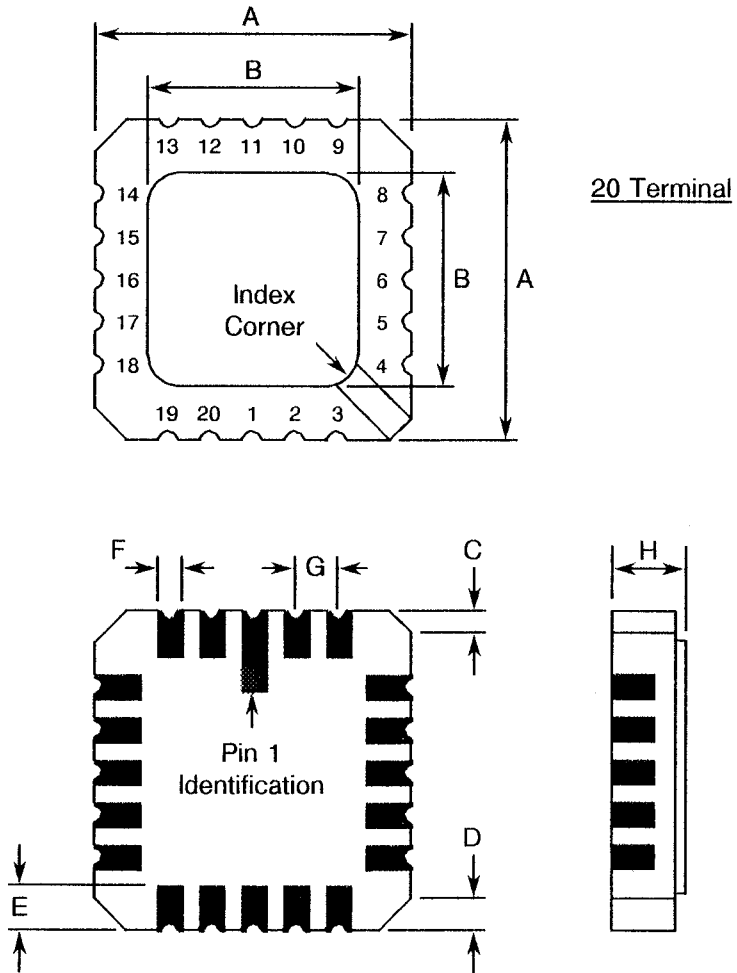 A
B
13 12 11 10 9
20 Terminal
14
15
16
17
18
8
7
6
5
4
B
A
Index
Corner
19 20 1 2 3
F
G
C
H
Pin 1
Identification
D
E